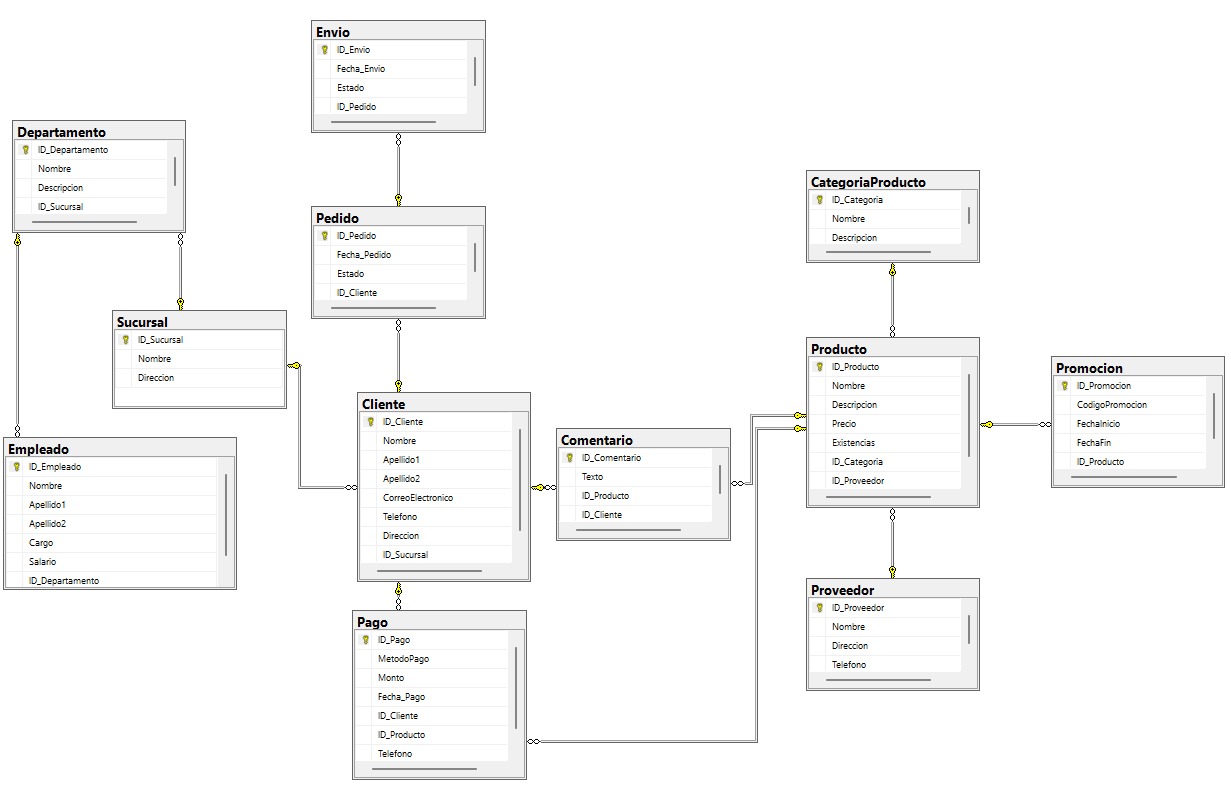 Envio
ID_Envio
Fecha_Envio
Estado
ID_Pedido
Departamento
ID_Departamento
Nombre
Descripcion
ID_Sucursal
CategoriaProducto
ID_Categoria
Nombre
Descripcion
Pedido
ID_Pedido
Fecha_Pedido
Estado
ID_Cliente
Sucursal
ID_Sucursal
Nombre
Direccion
Producto
ID_Producto
Nombre
Descripcion
Precio
Existencias
ID_Categoria
ID_Proveedor
Promocion
ID_Promocion
CodigoPromocion
FechaInicio
FechaFin
ID_Producto
Cliente
ID_Cliente
Nombre
Apellido1
Apellido2
CorreoElectronico
Telefono
Direccion
ID_Sucursal
Comentario
ID_Comentario
Texto
ID_Producto
ID_Cliente
Empleado
ID_Empleado
Nombre
Apellido1
Apellido2
Cargo
Salario
ID_Departamento
Proveedor
ID_Proveedor
Nombre
Direccion
Telefono
Pago
ID_Pago
MetodoPago
Monto
Fecha_Pago
ID_Cliente
ID_Producto
Telefono